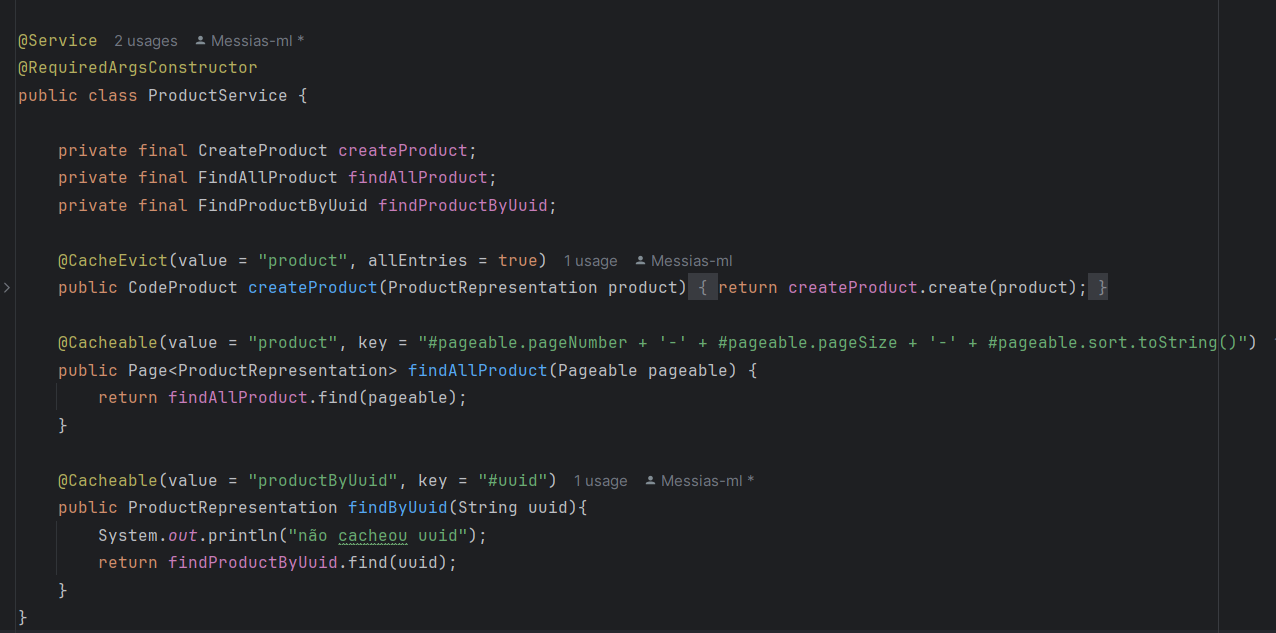 @Service 2 usages Messias-ml *
@RequiredArgsConstructor
public class ProductService {
private final CreateProduct createProduct;
private final FindAllProduct findAllProduct;
private final FindProductByUuid findProductByUuid;
@CacheEvict(value = "product", allEntries = true) 1 usage Messias-ml
public CodeProduct createProduct(ProductRepresentation product) { return createProduct.create(product); }
@Cacheable(value = "product", key = "#pageable.pageNumber + '-' + #pageable.pageSize + '-' + #pageable.sort.toString()")
public Page<ProductRepresentation> findAllProduct(Pageable pageable) {
return findAllProduct.find(pageable);
}
@Cacheable(value = "productByUuid", key = "#uuid") 1 usage Messias-ml *
public ProductRepresentation findByUuid(String uuid){
System.out.println("não cacheou uuid");
return findProductByUuid.find(uuid);
}
}